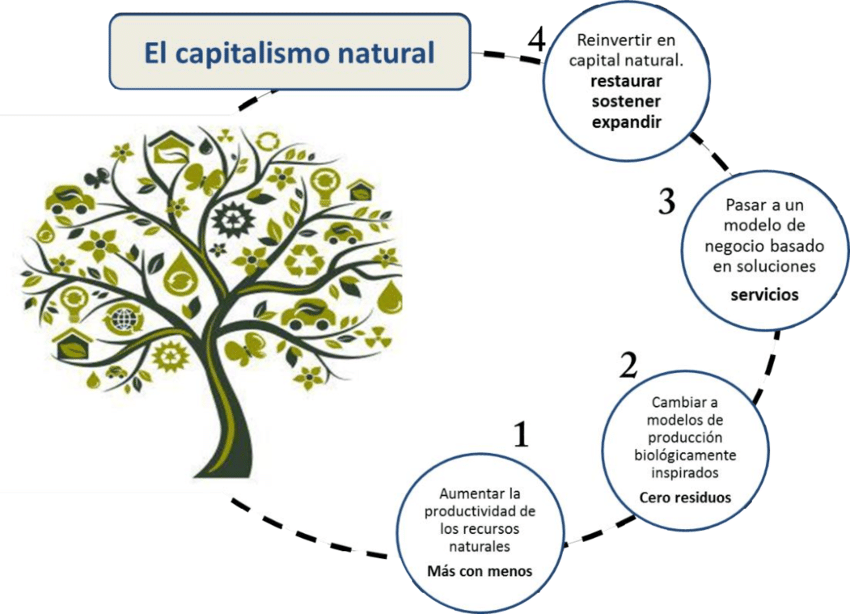 El capitalismo natural
4
Reinvertir en
capital natural.
restaurar
sostener
expandir
3
Pasar a un
modelo de
negocio basado
en soluciones
servicios
2
Cambiar a
modelos de
producción
biológicamente
inspirados
Cero residuos
1
Aumentar la
productividad de
los recursos
naturales
Más con menos